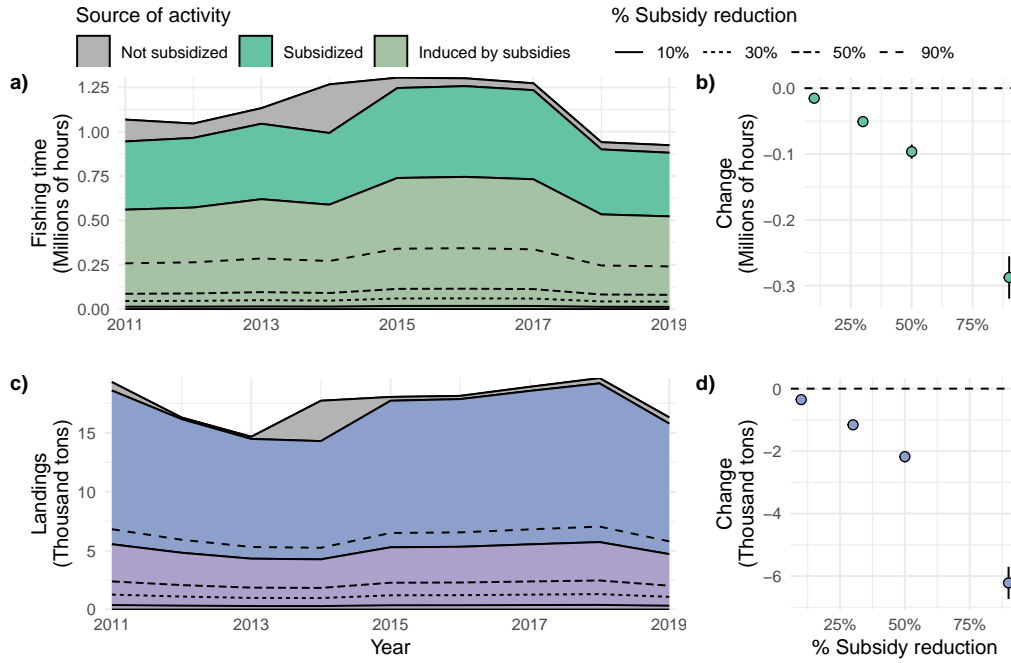 Source of activity
% Subsidy reduction
Not subsidized
Subsidized
Induced by subsidies
10%
30%
50%
90%
a)
Fishing time
(Millions of hours)
1.25
1.00
0.75
0.50
0.25
0.00
2011
2013
2015
2017
2019
b)
Change
(Millions of hours)
0.0
−0.1
−0.2
−0.3
25%
50%
75%
c)
Landings
(Thousand tons)
15
10
5
0
2011
2013
2015
2017
2019
Year
d)
Change
(Thousand tons)
0
−2
−4
−6
25%
50%
75%
% Subsidy reduction